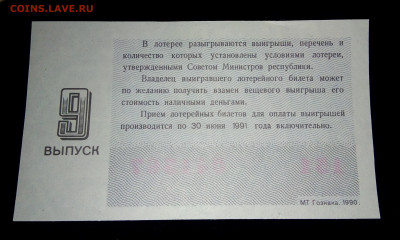 COINS.LAVE.RU
В лотерее разыгрываются выигрыши, перечень и
количество которых установлены условиями лотереи,
утвержденными Советом Министров республики.
Владелец выигравшего лотерейного билета может
по желанию получить взамен вещевого выигрыша его
стоимость наличными деньгами.
Прием лотерейных билетов для оплаты выигрышей
производится по 30 июня 1991 года включительно.
9
ВЫПУСК
МТ Гознака. 1990.